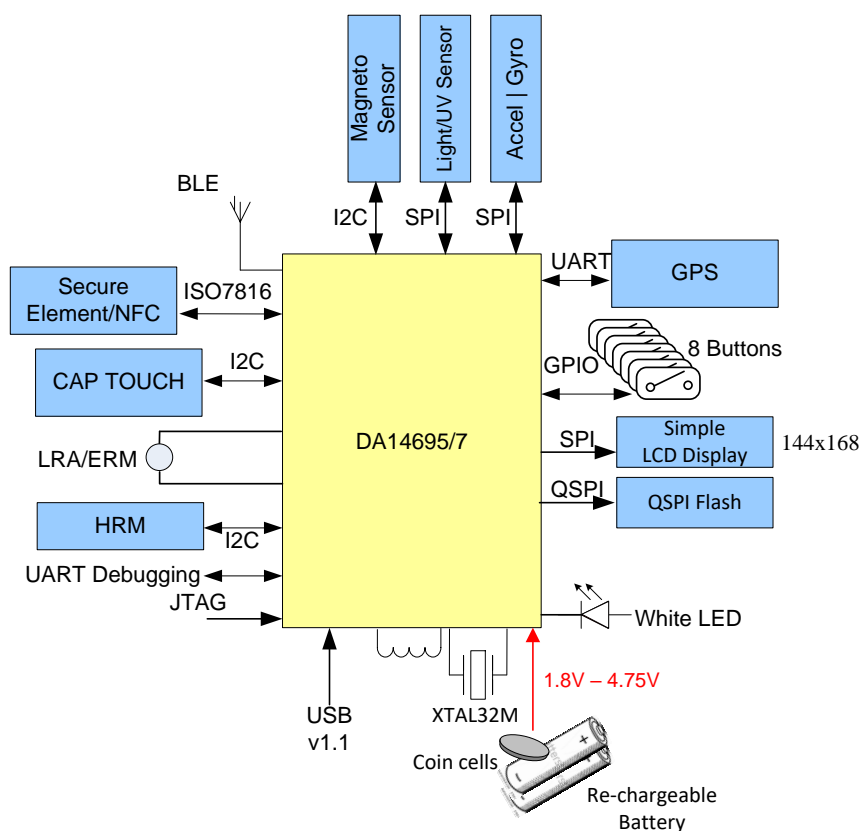 Magneto
Sensor
Light/UV Sensor
Accel | Gyro
BLE
I2C
SPI
SPI
UART
GPS
Secure
Element/NFC
ISO7816
8 Buttons
GPIO
CAP TOUCH
I2C
DA14695/7
SPI
Simple
LCD Display
144x168
LRA/ERM
QSPI
QSPI Flash
HRM
I2C
UART Debugging
JTAG
White LED
1.8V – 4.75V
USB
v1.1
XTAL32M
Coin cells
Re-chargeable
Battery